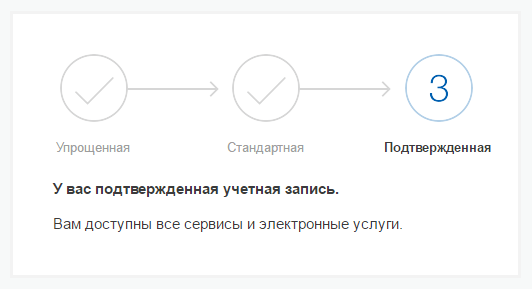 3
Упрощенная Стандартная Подтвержденная
У вас подтвержденная учетная запись.
Вам доступны все сервисы и электронные услуги.